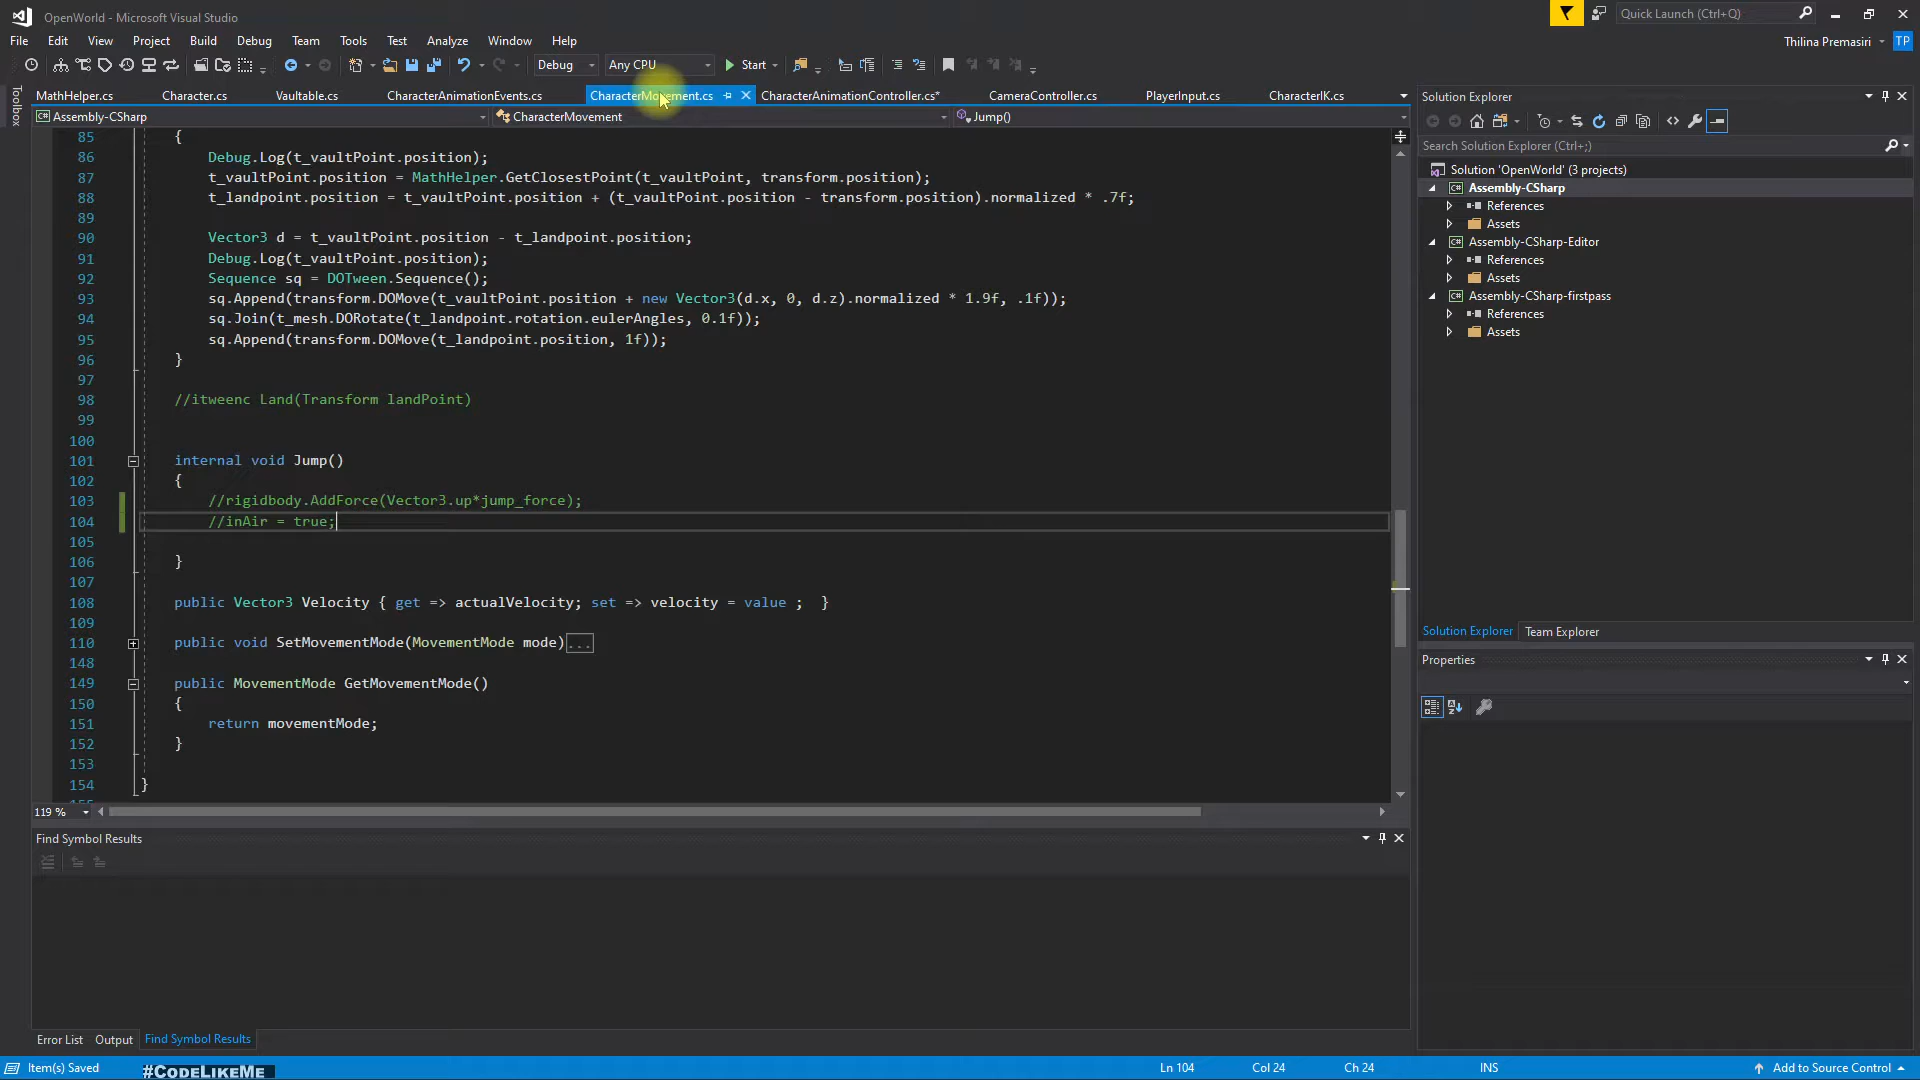 OpenWorld - Microsoft Visual Studio
Quick Launch (Ctrl+Q)
File Edit View Project Build Debug Team Tools Test Analyze Window Help
Thilina Premasiri TP
Debug Any CPU Start
Toolbox
MathHelper.cs Character.cs Vaultable.cs CharacterAnimationEvents.cs CharacterMovement.cs CharacterAnimationController.cs* CameraController.cs PlayerInput.cs CharacterIK.cs
Assembly-CSharp CharacterMovement Jump()
85 {
86 Debug.Log(t_vaultPoint.position);
87 t_vaultPoint.position = MathHelper.GetClosestPoint(t_vaultPoint, transform.position);
88 t_landpoint.position = t_vaultPoint.position + (t_vaultPoint.position - transform.position).normalized * .7f;
89
90 Vector3 d = t_vaultPoint.position - t_landpoint.position;
91 Debug.Log(t_vaultPoint.position);
92 Sequence sq = DOTween.Sequence();
93 sq.Append(transform.DOMove(t_vaultPoint.position + new Vector3(d.x, 0, d.z).normalized * 1.9f, .1f));
94 sq.Join(t_mesh.DORotate(t_landpoint.rotation.eulerAngles, 0.1f));
95 sq.Append(transform.DOMove(t_landpoint.position, 1f));
96 }
97
98 //itweenc Land(Transform landPoint)
99
100
101 internal void Jump()
102 {
103 //rigidbody.AddForce(Vector3.up*jump_force);
104 //inAir = true;
105
106 }
107
108 public Vector3 Velocity { get => actualVelocity; set => velocity = value ; }
109
110 public void SetMovementMode(MovementMode mode)...
148
149 public MovementMode GetMovementMode()
150 {
151 return movementMode;
152 }
153
154 }
119 %
Find Symbol Results
Error List Output Find Symbol Results
Solution Explorer
Search Solution Explorer (Ctrl+;)
Solution 'OpenWorld' (3 projects)
Assembly-CSharp
References
Assets
Assembly-CSharp-Editor
References
Assets
Assembly-CSharp-firstpass
References
Assets
Solution Explorer Team Explorer
Properties
Item(s) Saved #CODELIKEME Ln 104 Col 24 Ch 24 INS Add to Source Control